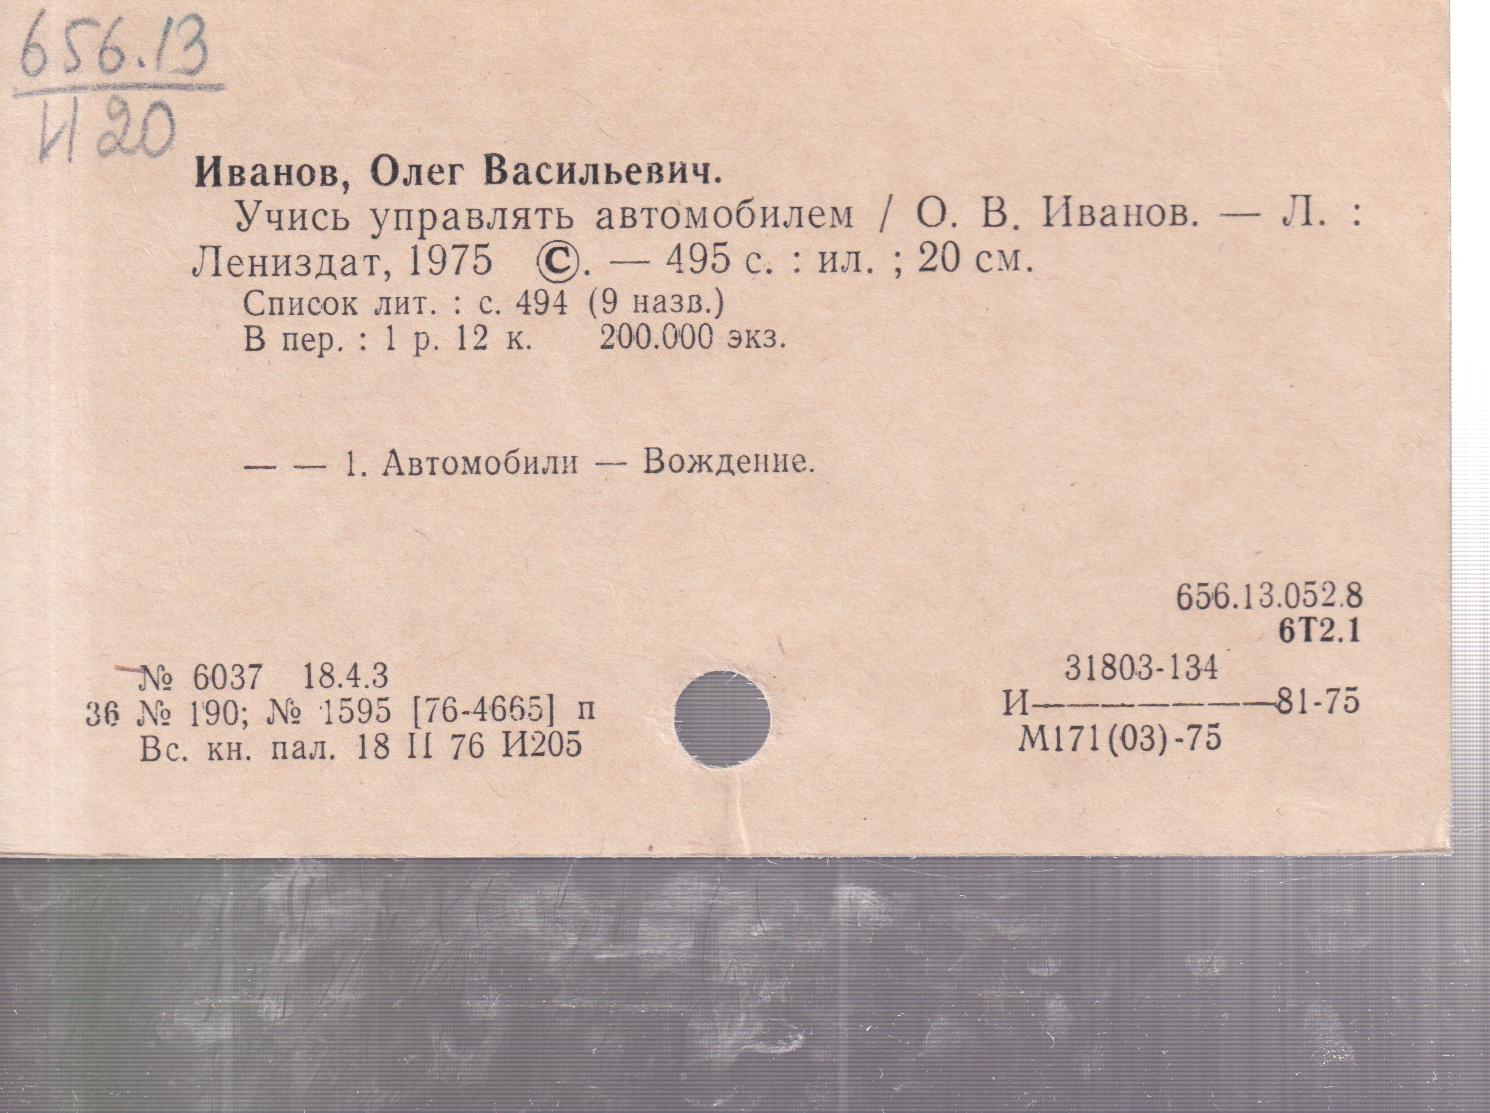 656.13
И20
Иванов, Олег Васильевич.
Учись управлять автомобилем / О. В. Иванов. — Л. :
Лениздат, 1975 ©. — 495 с. : ил. ; 20 см.
Список лит. : с. 494 (9 назв.)
В пер. : 1 р. 12 к. 200.000 экз.
— — 1. Автомобили — Вождение.
656.13.052.8
6Т2.1
№ 6037 18.4.3
36 № 190; № 1595 [76-4665] п
Вс. кн. пал. 18 II 76 И205
31803-134
И———————81-75
М171(03)-75